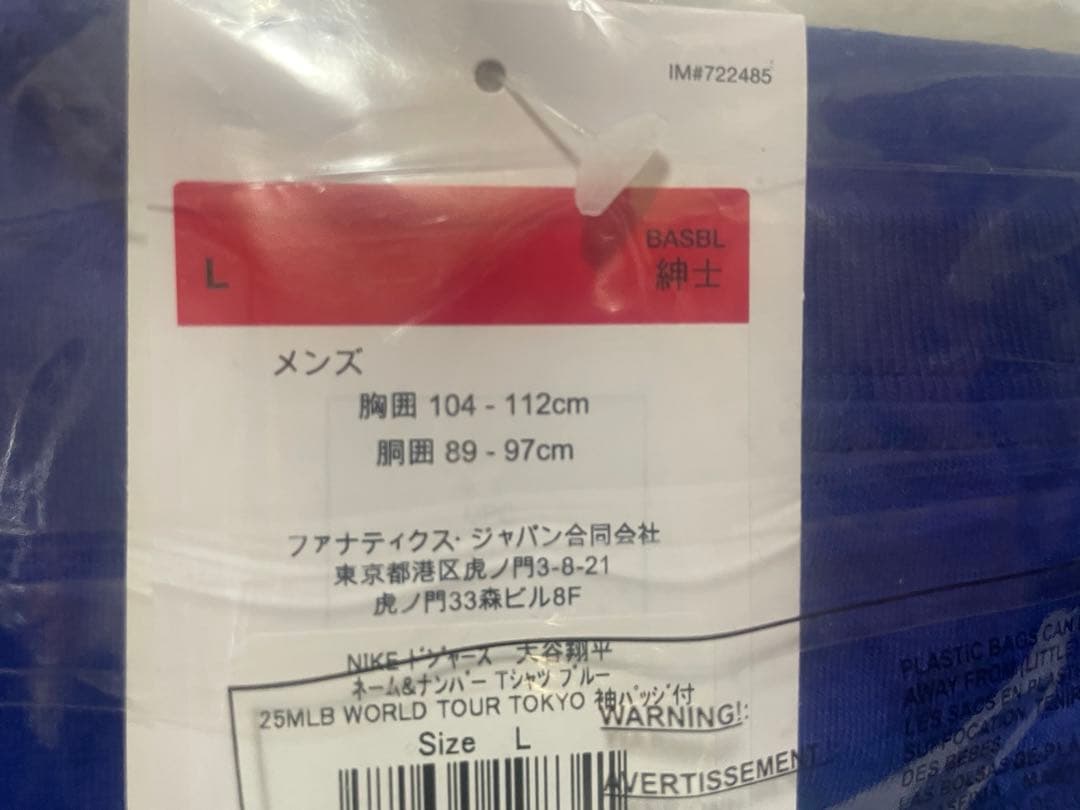 IM#722485
L
BASBL
紳士
メンズ
胸囲 104 - 112cm
胴囲 89 - 97cm
ファナティクス・ジャパン合同会社
東京都港区虎ノ門3-8-21
虎ノ門33森ビル8F
NIKE ドジャース 大谷翔平
ネーム&ナンバー Tシャツ ブルー
25MLB WORLD TOUR TOKYO 袖バッジ付
Size L
WARNING!:
AVERTISSEMENT
PLASTIC BAGS CAN
AWAY FROM LITTLE
LES SACS EN PLAST
SUFFOCATION. TENIR
DES BEBES